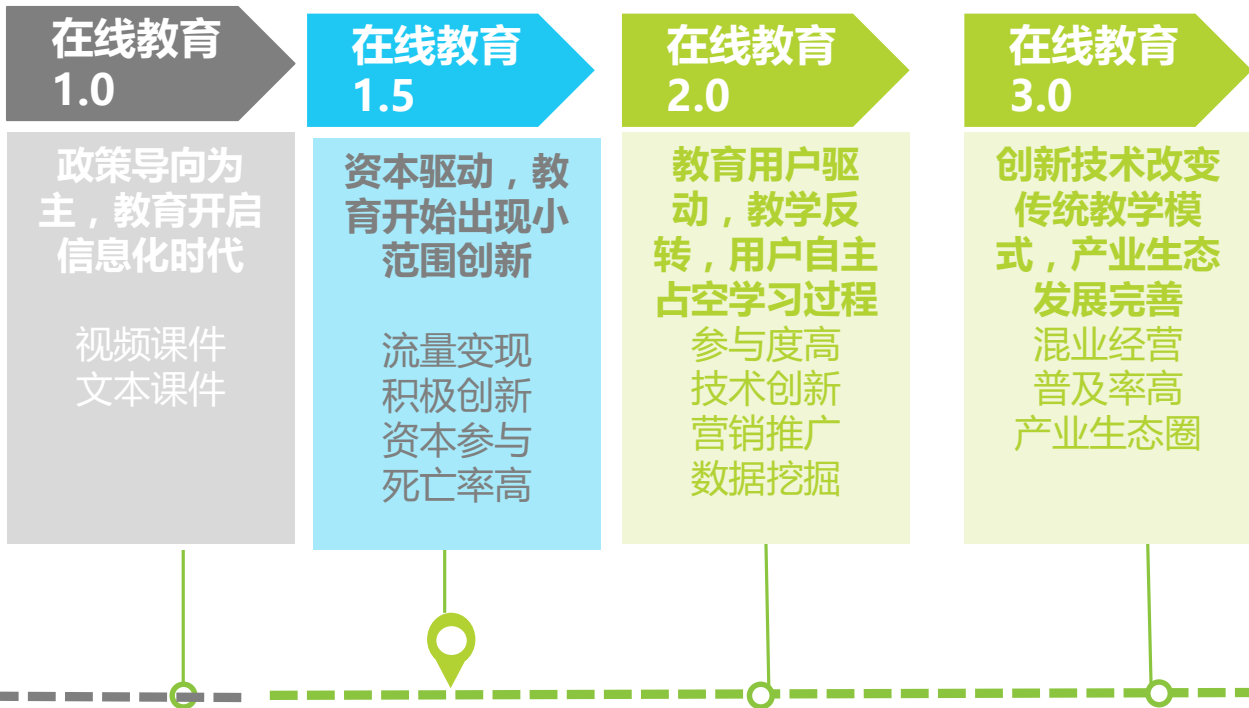 在线教育
1.0
政策导向为
主，教育开启
信息化时代
视频课件
文本课件
在线教育
1.5
资本驱动，教
育开始出现小
范围创新
流量变现
积极创新
资本参与
死亡率高
在线教育
2.0
教育用户驱
动，教学反
转，用户自主
占空学习过程
参与度高
技术创新
营销推广
数据挖掘
在线教育
3.0
创新技术改变
传统教学模
式，产业生态
发展完善
混业经营
普及率高
产业生态圈